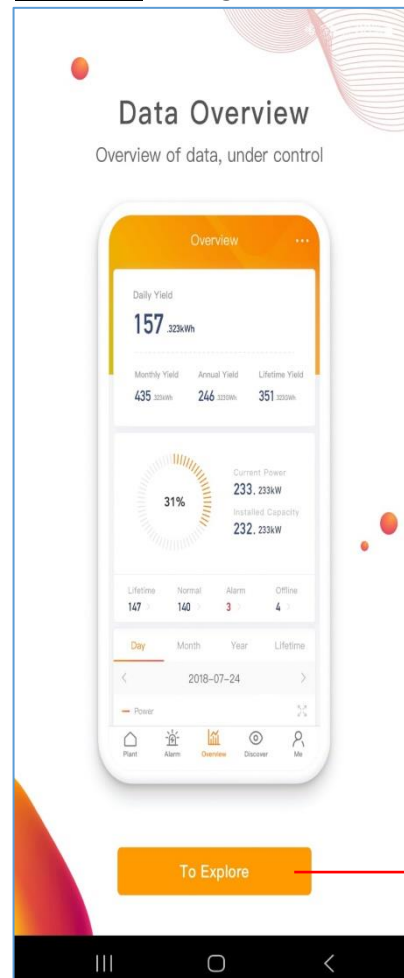 Data Overview
Overview of data, under control
Overview
Daily Yield
157 .323kWh
Monthly Yield Annual Yield Lifetime Yield
435 246 351
31%
Current Power
233. 233kW
Installed Capacity
232. 233kW
Lifetime Normal Alarm Offline
147 140 3 4
Day Month Year Lifetime
2018-07-24
Power
Plant Alarm Overview Discover Me
To Explore